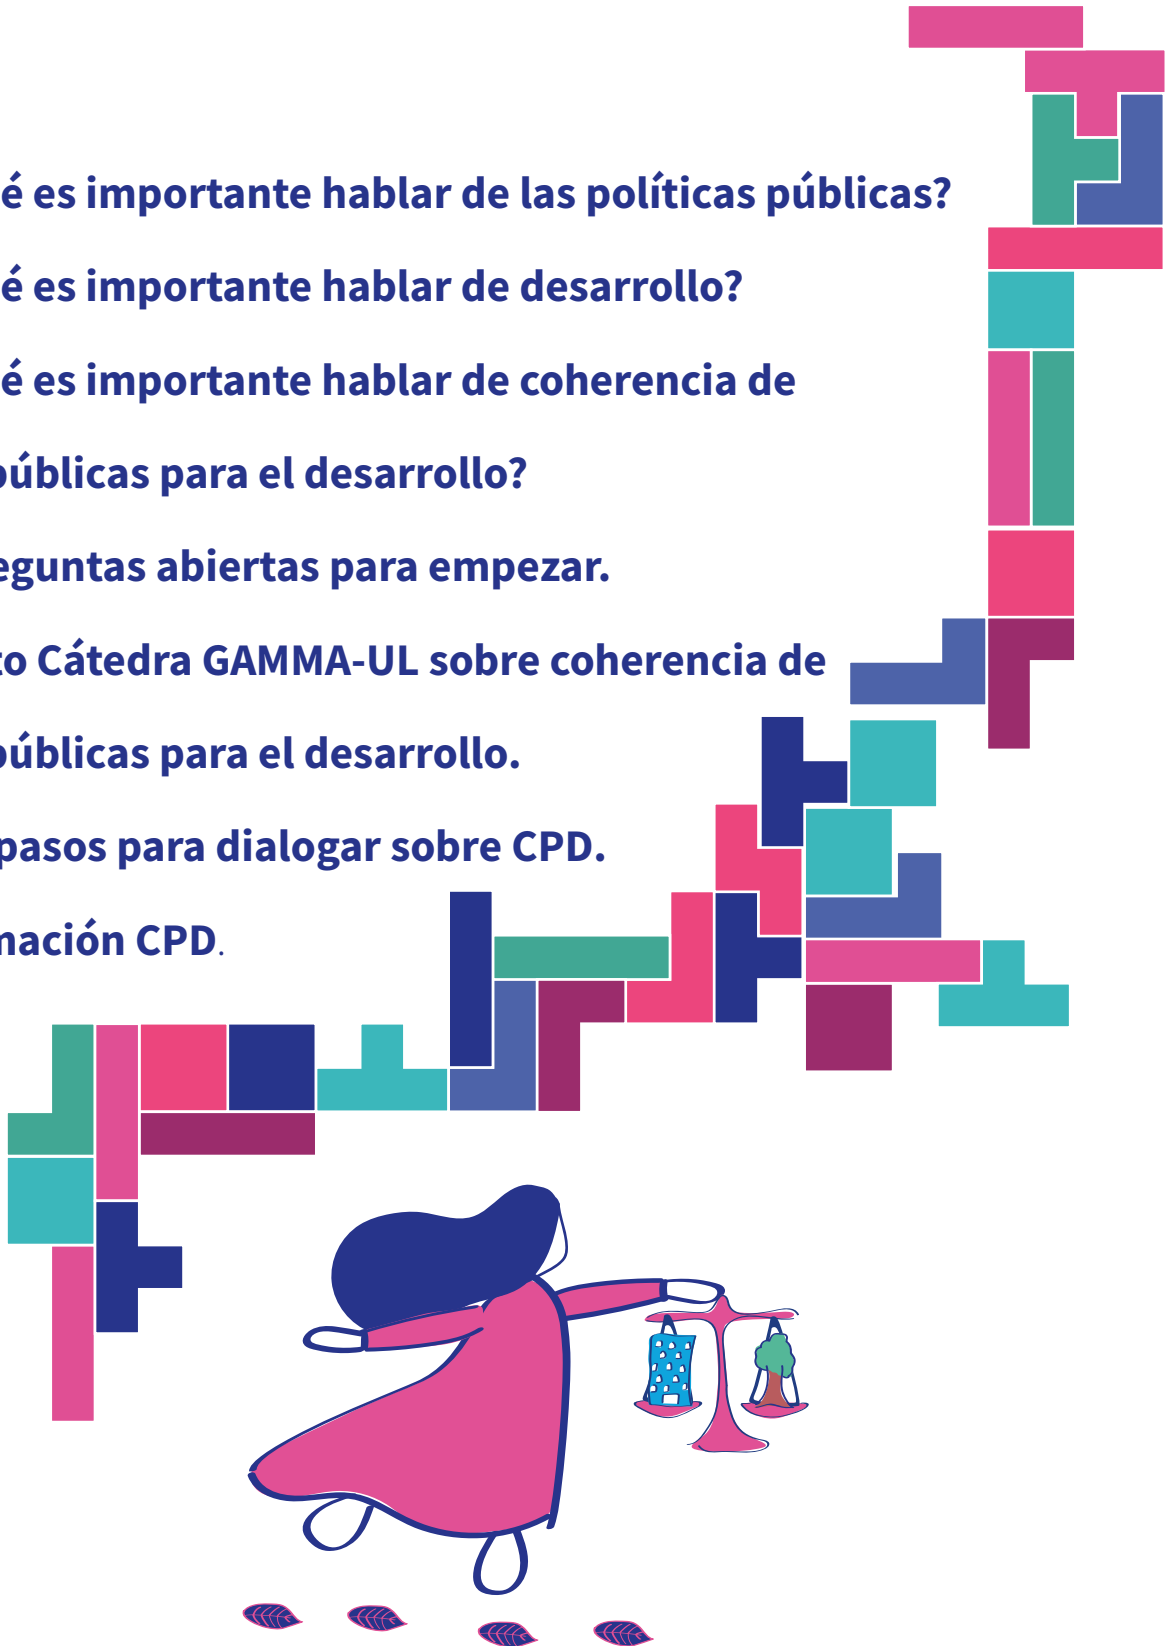 é es importante hablar de las políticas públicas?
é es importante hablar de desarrollo?
é es importante hablar de coherencia de
públicas para el desarrollo?
eguntas abiertas para empezar.
to Cátedra GAMMA-UL sobre coherencia de
públicas para el desarrollo.
pasos para dialogar sobre CPD.
mación CPD.